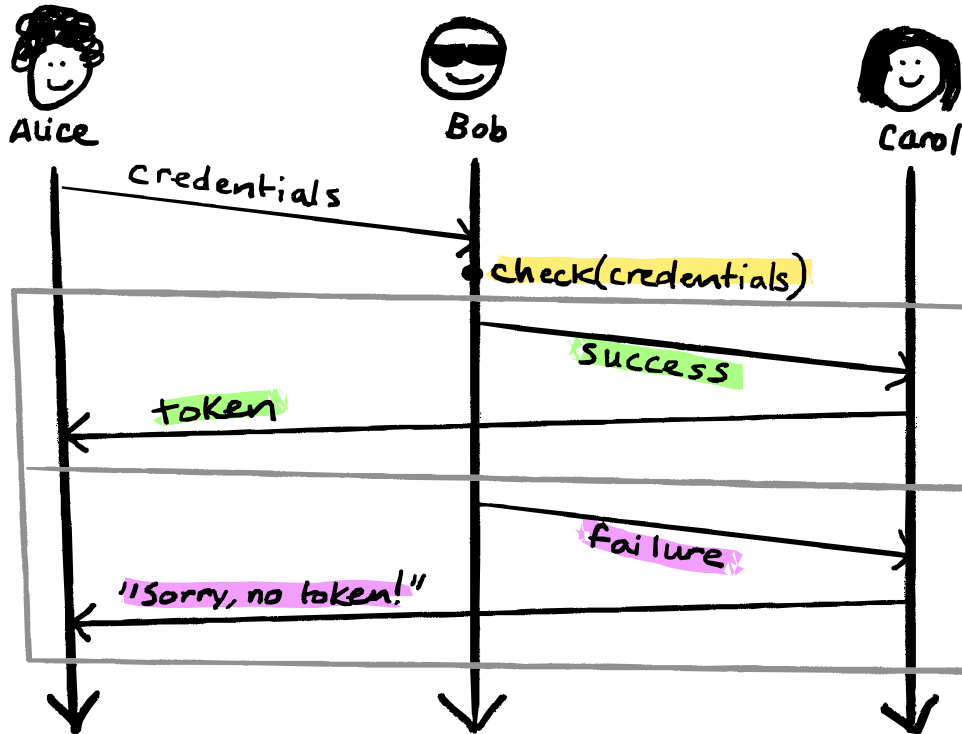 Alice
Bob
Carol
credentials
check(credentials)
success
token
failure
"Sorry, no token!"